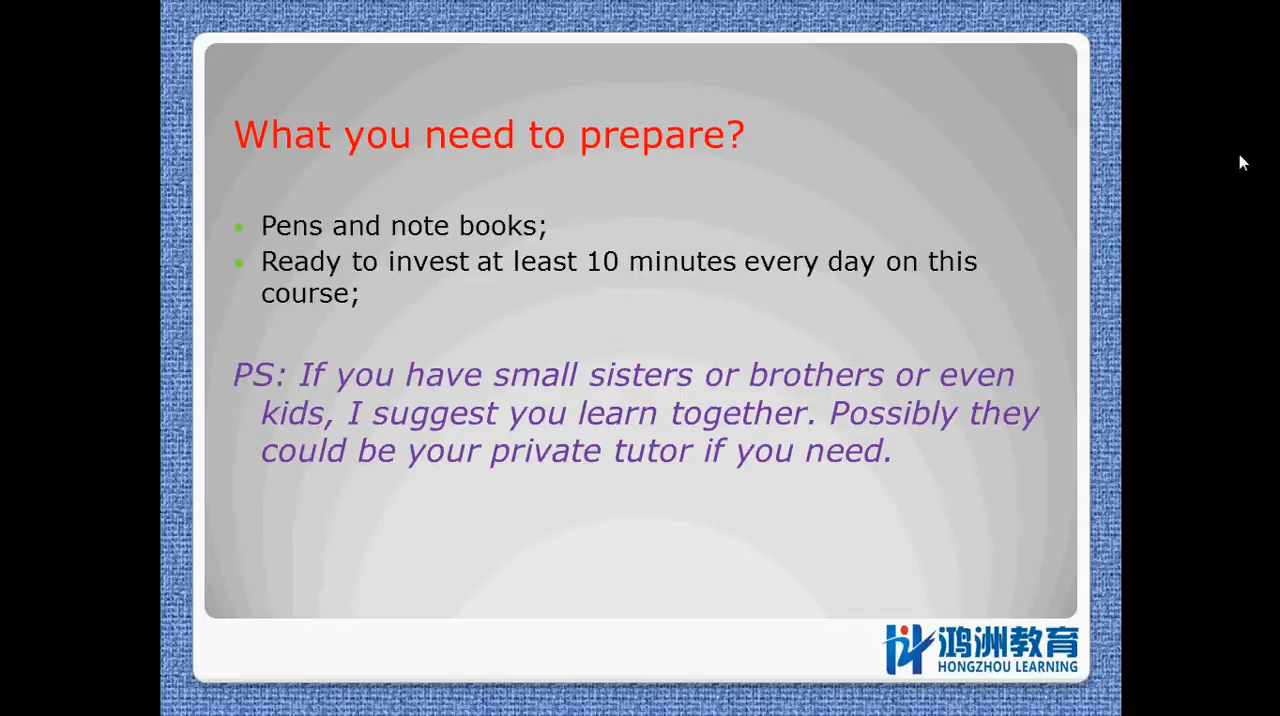 What you need to prepare?
Pens and note books;
Ready to invest at least 10 minutes every day on this
course;
PS: If you have small sisters or brothers or even
kids, I suggest you learn together. Possibly they
could be your private tutor if you need.
鸿洲教育
HONGZHOU LEARNING